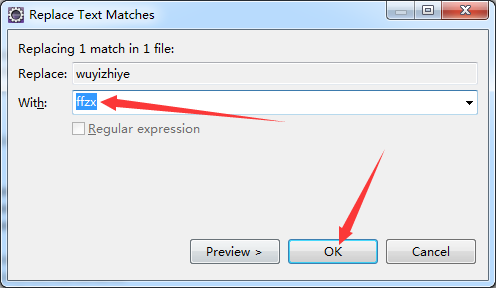 Replace Text Matches
Replacing 1 match in 1 file:
Replace: wuyizhiye
With: ffzx
Regular expression
Preview > OK Cancel